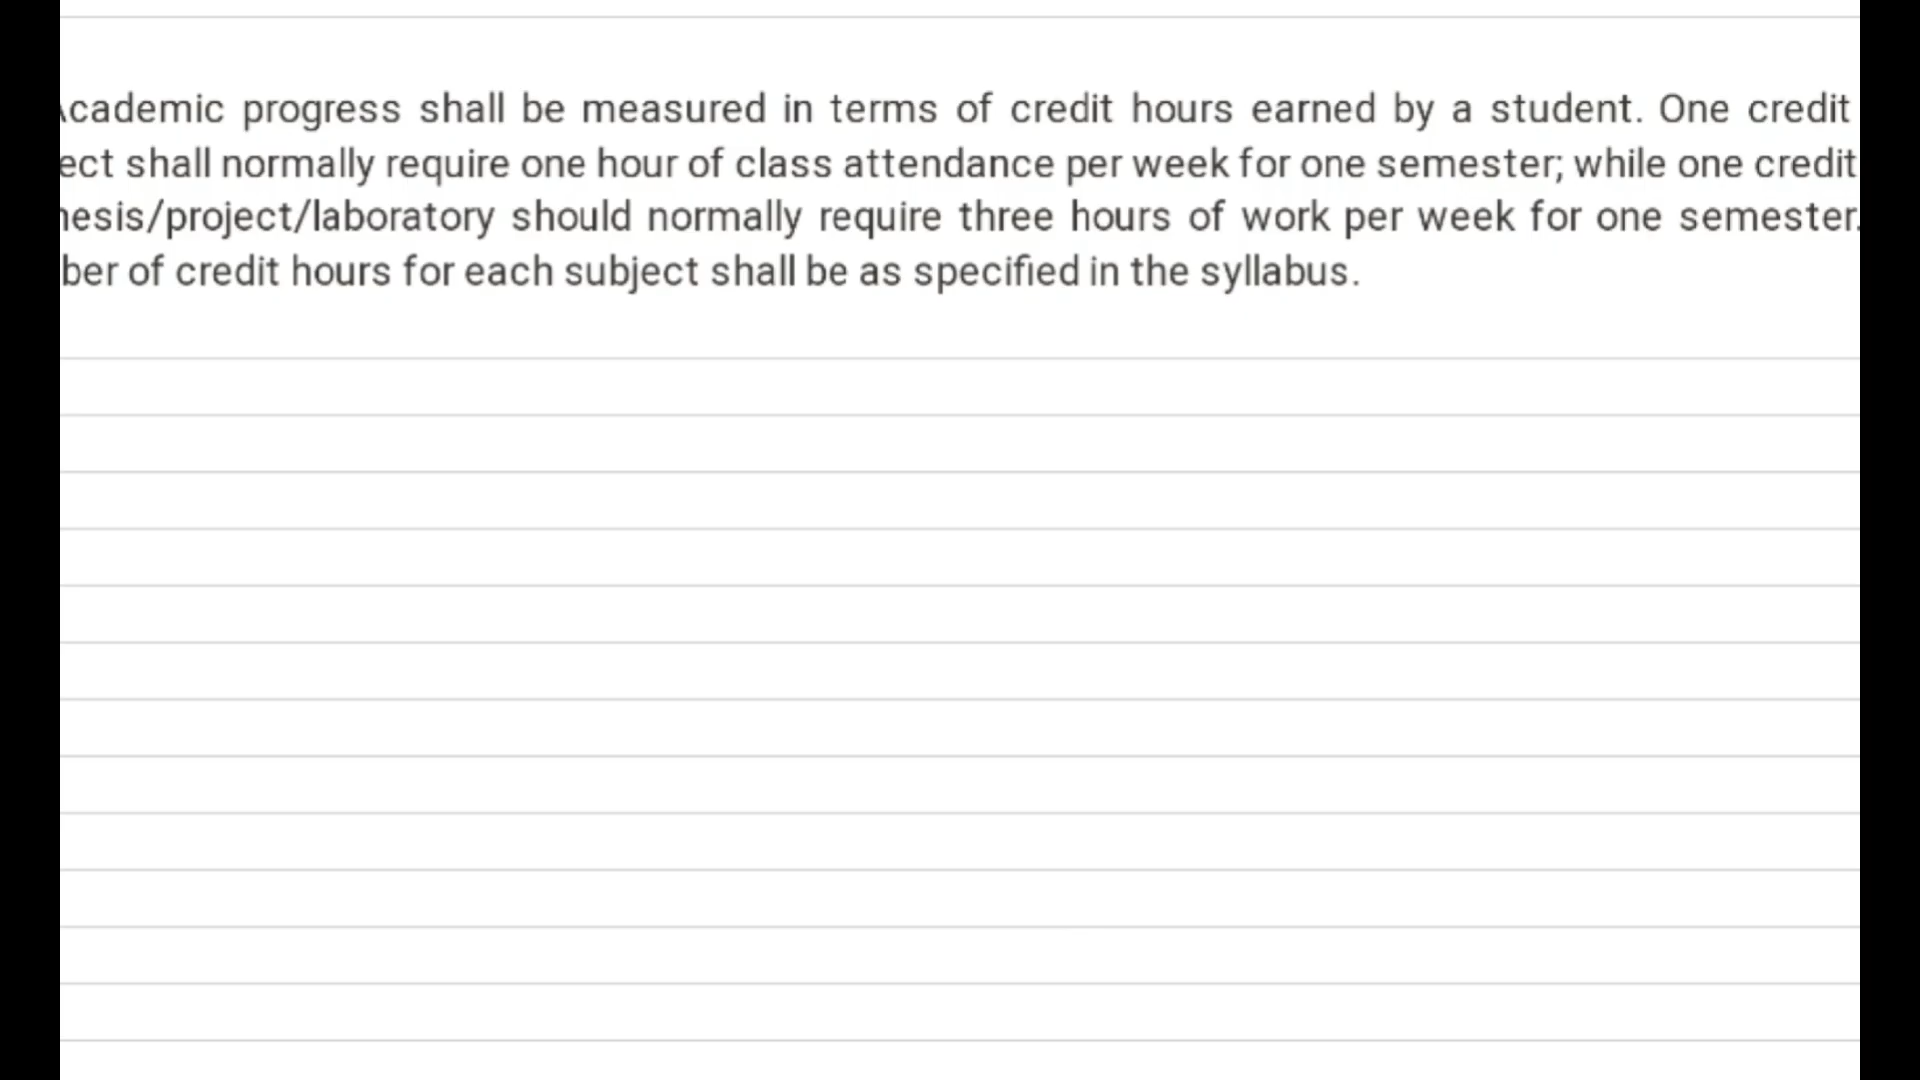 Academic progress shall be measured in terms of credit hours earned by a student. One credit
ect shall normally require one hour of class attendance per week for one semester; while one credit
hesis/project/laboratory should normally require three hours of work per week for one semester.
ber of credit hours for each subject shall be as specified in the syllabus.